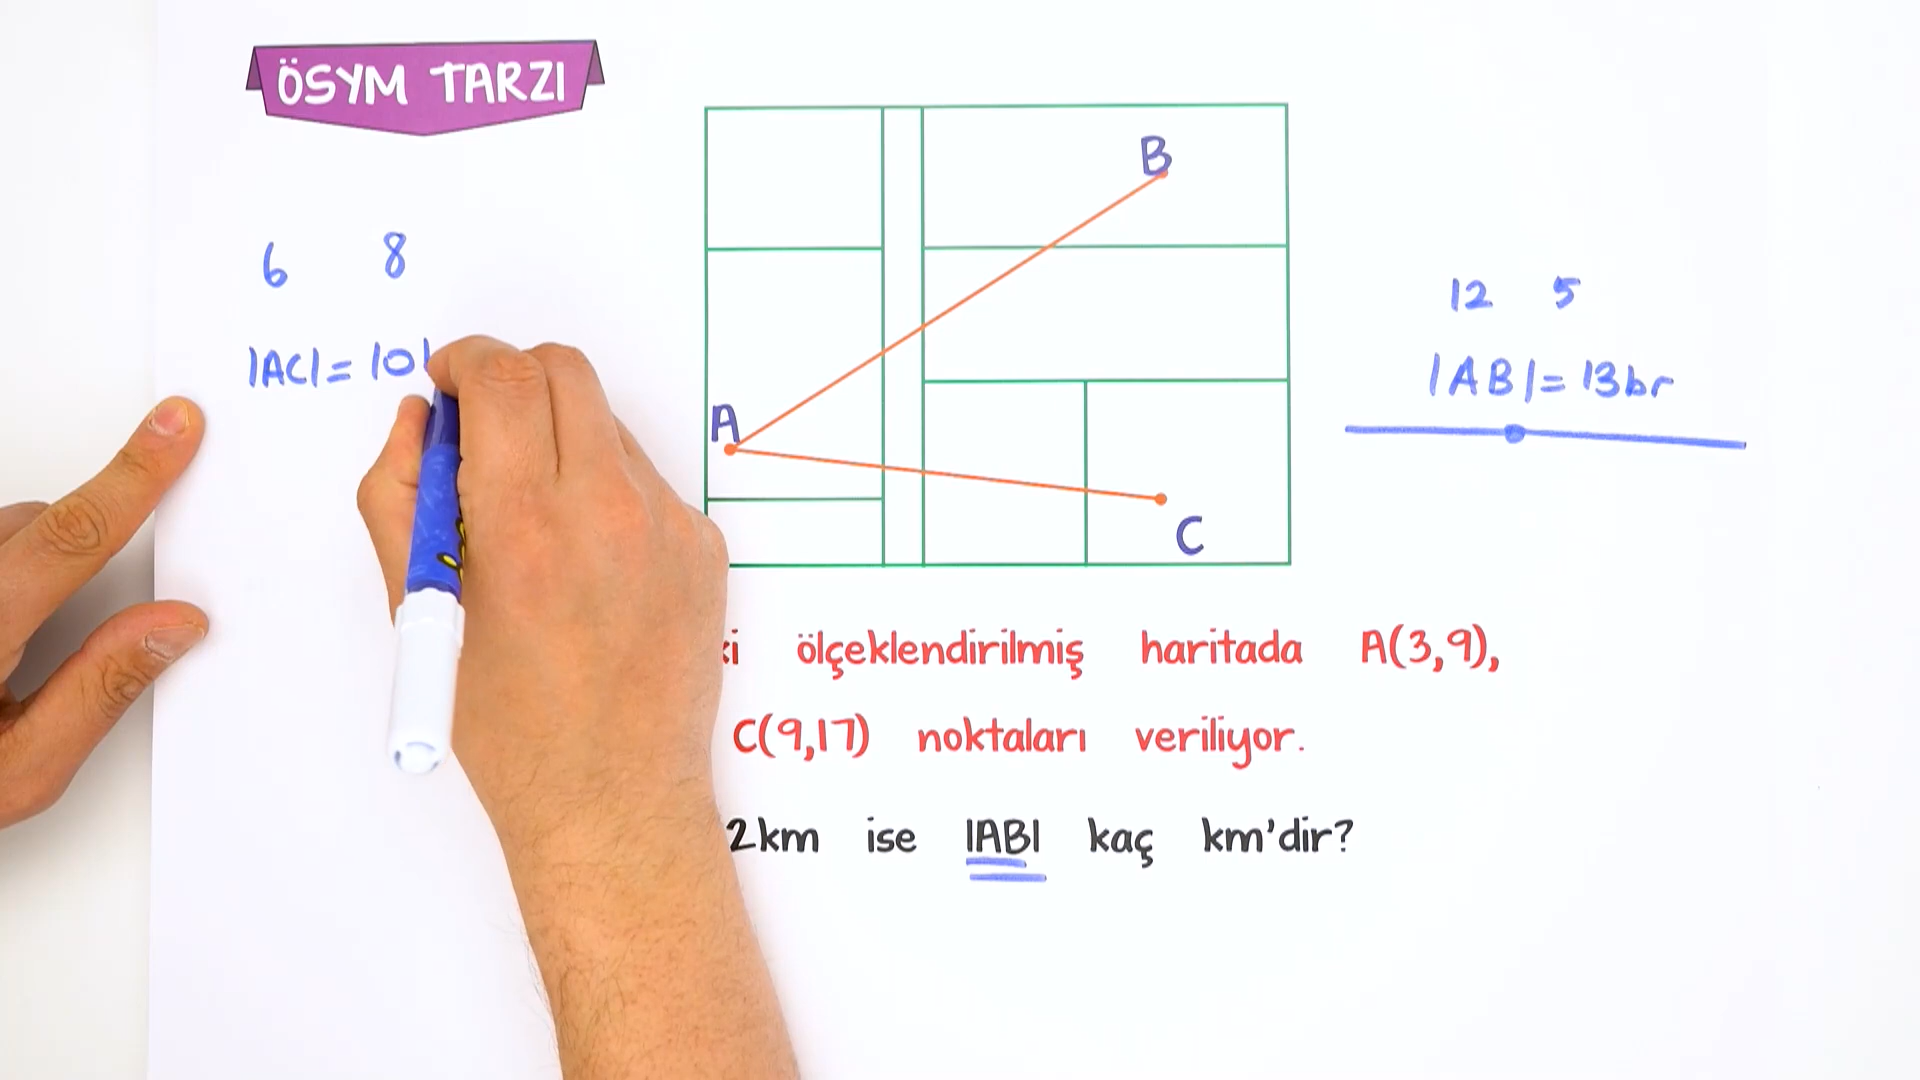 ÖSYM TARZI
B
6 8
12 5
|AC|= 10
|AB|= 13br
A
C
ölçeklendirilmiş haritada A(3,9),
C(9,17) noktaları veriliyor.
2km ise |AB| kaç km'dir?